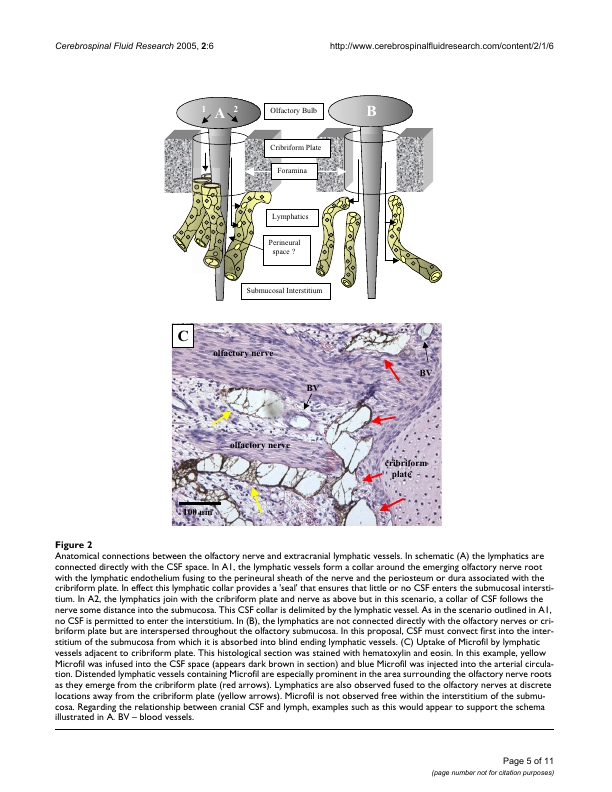 Cerebrospinal Fluid Research 2005, 2:6 http://www.cerebrospinalfluidresearch.com/content/2/1/6
1 A 2
Olfactory Bulb
B
Cribriform Plate
Foramina
Lymphatics
Perineural
space ?
Submucosal Interstitium
C
olfactory nerve
BV
BV
olfactory nerve
cribriform
plate
100 µm
Figure 2
Anatomical connections between the olfactory nerve and extracranial lymphatic vessels. In schematic (A) the lymphatics are
connected directly with the CSF space. In A1, the lymphatic vessels form a collar around the emerging olfactory nerve root
with the lymphatic endothelium fusing to the perineural sheath of the nerve and the periosteum or dura associated with the
cribriform plate. In effect this lymphatic collar provides a 'seal' that ensures that little or no CSF enters the submucosal intersti-
tium. In A2, the lymphatics join with the cribriform plate and nerve as above but in this scenario, a collar of CSF follows the
nerve some distance into the submucosa. This CSF collar is delimited by the lymphatic vessel. As in the scenario outlined in A1,
no CSF is permitted to enter the interstitium. In (B), the lymphatics are not connected directly with the olfactory nerves or cri-
briform plate but are interspersed throughout the olfactory submucosa. In this proposal, CSF must convect first into the inter-
stitium of the submucosa from which it is absorbed into blind ending lymphatic vessels. (C) Uptake of Microfil by lymphatic
vessels adjacent to cribriform plate. This histological section was stained with hematoxylin and eosin. In this example, yellow
Microfil was infused into the CSF space (appears dark brown in section) and blue Microfil was injected into the arterial circula-
tion. Distended lymphatic vessels containing Microfil are especially prominent in the area surrounding the olfactory nerve roots
as they emerge from the cribriform plate (red arrows). Lymphatics are also observed fused to the olfactory nerves at discrete
locations away from the cribriform plate (yellow arrows). Microfil is not observed free within the interstitium of the submu-
cosa. Regarding the relationship between cranial CSF and lymph, examples such as this would appear to support the schema
illustrated in A. BV – blood vessels.
Page 5 of 11
(page number not for citation purposes)